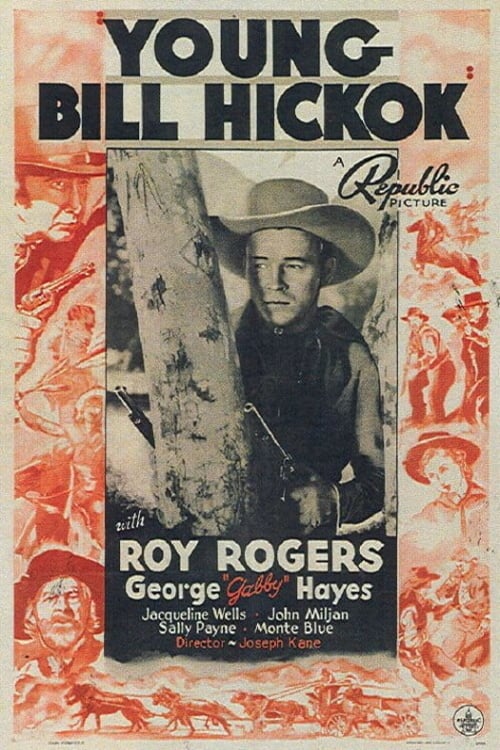 "YOUNG
BILL HICKOK"
A
Republic
PICTURE
with
ROY ROGERS
George "Gabby" Hayes
Jacqueline Wells · John Miljan
Sally Payne · Monte Blue
Director ~ Joseph Kane
REPUBLIC